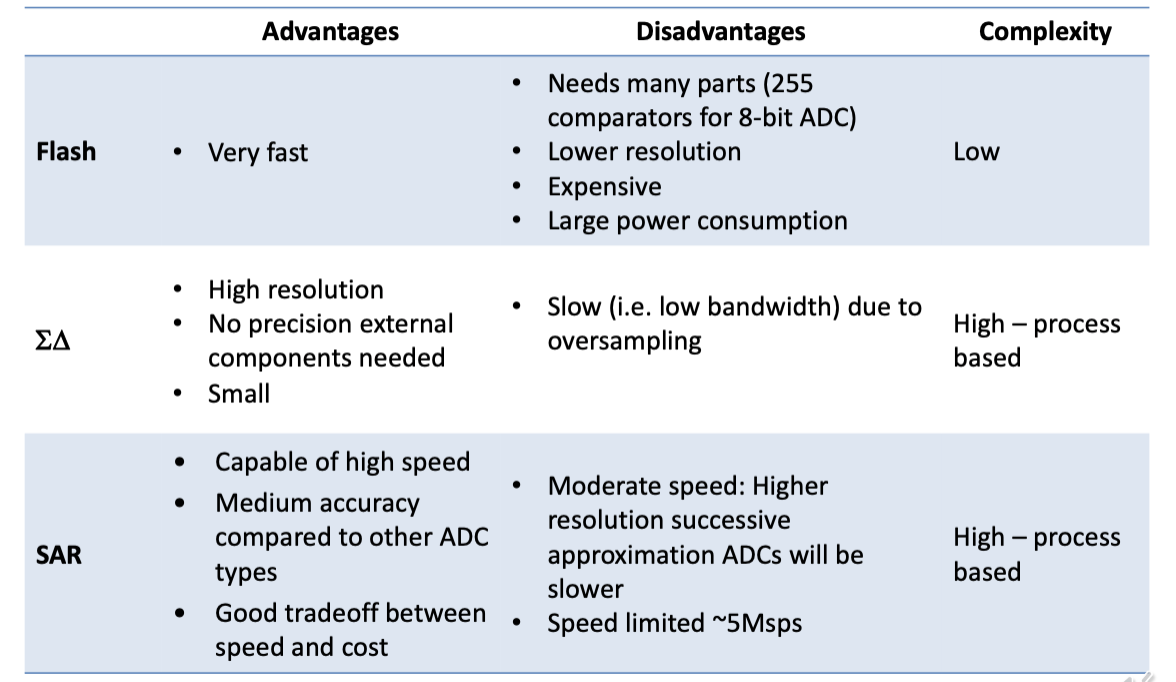 Advantages Disadvantages Complexity
Flash
• Very fast
• Needs many parts (255
comparators for 8-bit ADC)
• Lower resolution
• Expensive
• Large power consumption
Low
ΣΔ
• High resolution
• No precision external
components needed
• Small
• Slow (i.e. low bandwidth) due to
oversampling
High – process
based
SAR
• Capable of high speed
• Medium accuracy
compared to other ADC
types
• Good tradeoff between
speed and cost
• Moderate speed: Higher
resolution successive
approximation ADCs will be
slower
• Speed limited ~5Msps
High – process
based